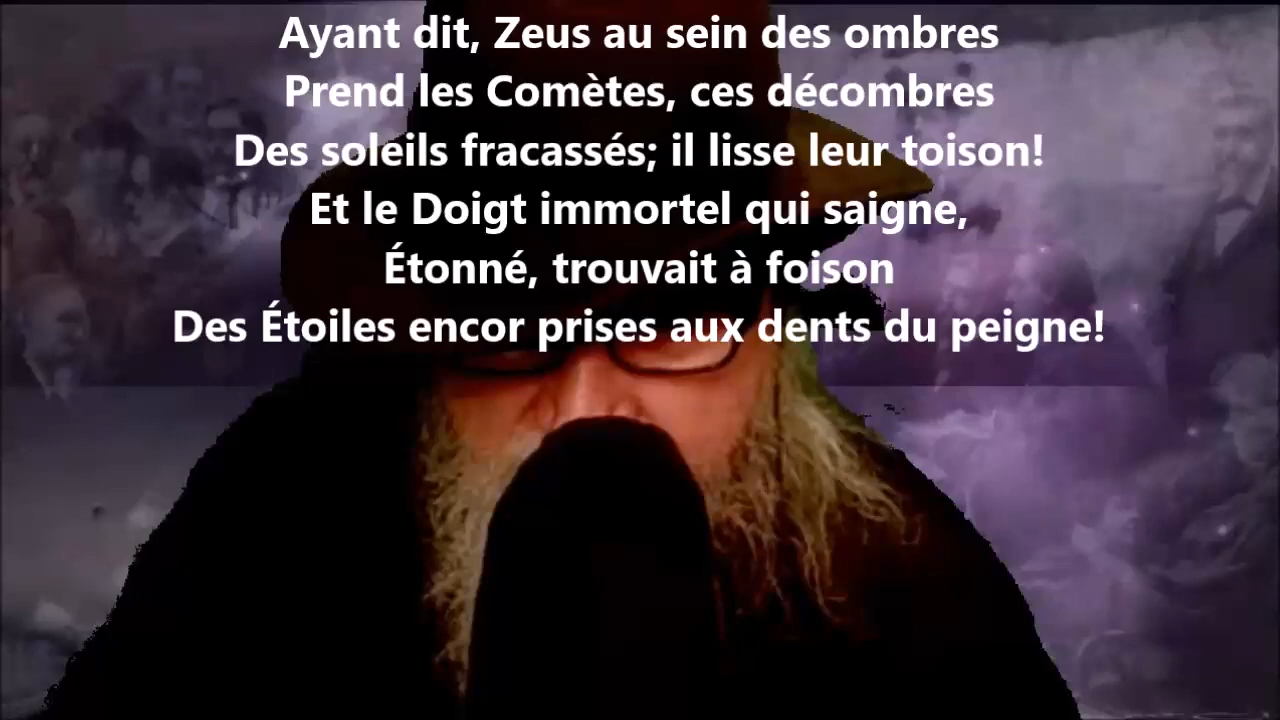 Ayant dit, Zeus au sein des ombres
Prend les Comètes, ces décombres
Des soleils fracassés; il lisse leur toison!
Et le Doigt immortel qui saigne,
Étonné, trouvait à foison
Des Étoiles encor prises aux dents du peigne!